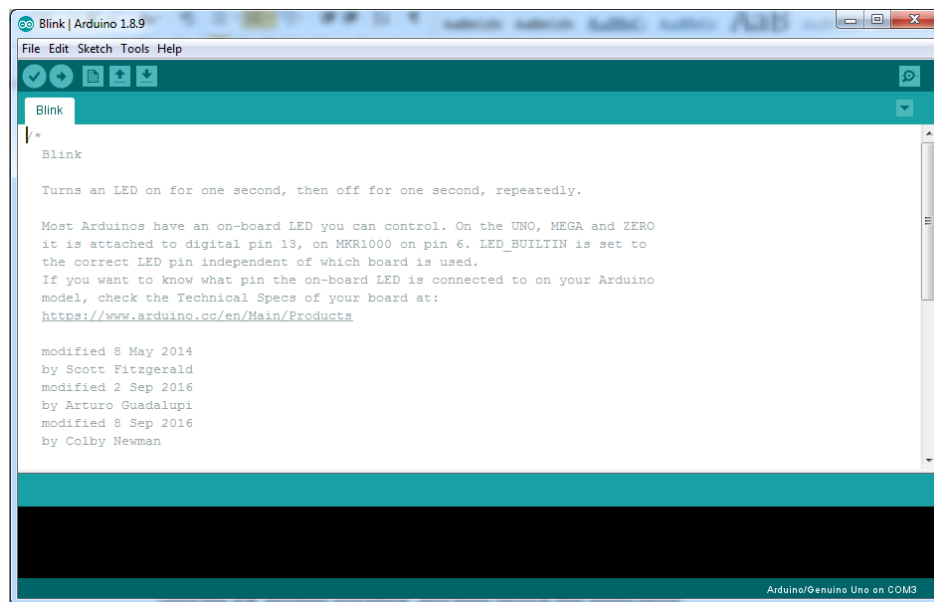 Blink | Arduino 1.8.9
File Edit Sketch Tools Help
Blink
/*
Blink
Turns an LED on for one second, then off for one second, repeatedly.
Most Arduinos have an on-board LED you can control. On the UNO, MEGA and ZERO
it is attached to digital pin 13, on MKR1000 on pin 6. LED_BUILTIN is set to
the correct LED pin independent of which board is used.
If you want to know what pin the on-board LED is connected to on your Arduino
model, check the Technical Specs of your board at:
https://www.arduino.cc/en/Main/Products
modified 8 May 2014
by Scott Fitzgerald
modified 2 Sep 2016
by Arturo Guadalupi
modified 8 Sep 2016
by Colby Newman
Arduino/Genuino Uno on COM3